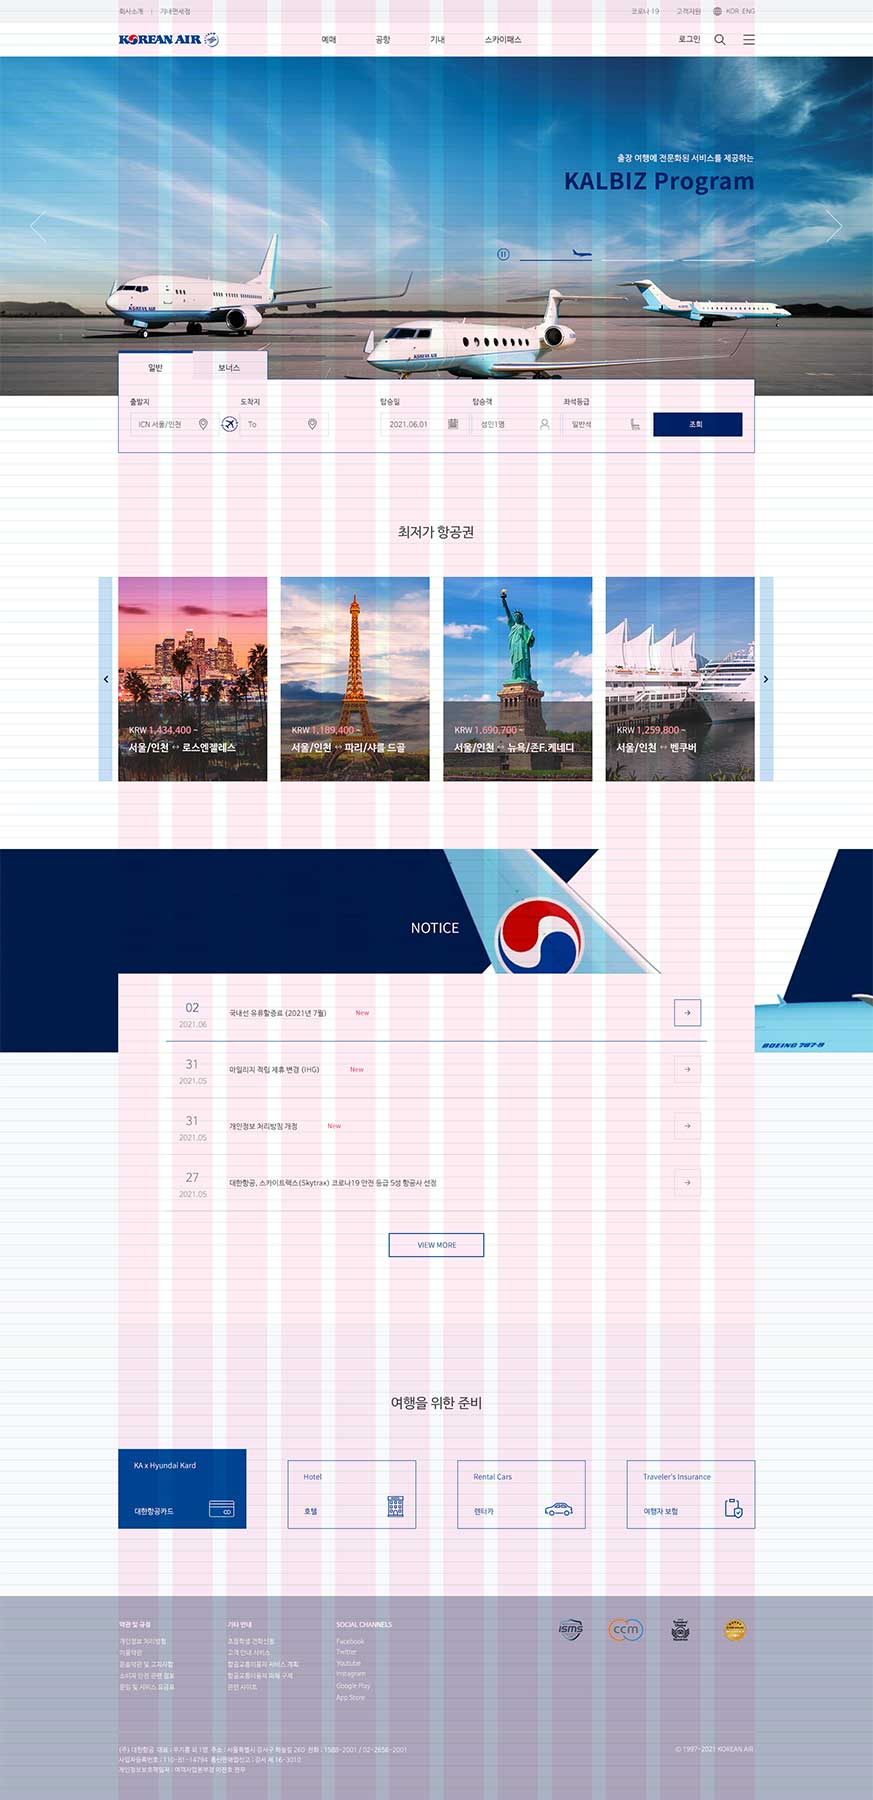 회사소개 | 기내면세점
코로나 19 고객지원 KOR ENG
KOREAN AIR
예매 공항 기내 스카이패스
로그인
출장 여행에 전문화된 서비스를 제공하는
KALBIZ Program
KOREAN AIR
KOREAN AIR
일반 보너스
출발지 도착지 탑승일 탑승객 좌석등급
ICN 서울/인천 To 2021.06.01 성인1명 일반석 조회
최저가 항공권
KRW 1,434,400 ~
서울/인천 ↔ 로스엔젤레스
KRW 1,189,400 ~
서울/인천 ↔ 파리/샤를 드골
KRW 1,690,700 ~
서울/인천 ↔ 뉴욕/존F.케네디
KRW 1,259,800 ~
서울/인천 ↔ 벤쿠버
NOTICE
BOEING 787-9
02
2021.06
국내선 유류할증료 (2021년 7월) New
31
2021.05
마일리지 적립 제휴 변경 (IHG) New
31
2021.05
개인정보 처리방침 개정 New
27
2021.05
대한항공, 스카이트랙스(Skytrax) 코로나19 안전 등급 5성 항공사 선정
VIEW MORE
여행을 위한 준비
KA x Hyundai Kard
대한항공카드
Hotel
호텔
Rental Cars
렌터카
Traveler's Insurance
여행자 보험
약관 및 규정
개인정보 처리방침
이용약관
운송약관 및 고지사항
소비자 안전 관련 정보
운임 및 서비스 요금표
기타 안내
초등학생 견학신청
고객 안내 서비스
항공교통이용자 서비스 계획
항공교통이용자 피해 구제
관련 사이트
SOCIAL CHANNELS
Facebook
Twitter
Youtube
Instagram
Google Play
App Store
ISMS
ccm
(주) 대한항공 대표 : 우기홍 외 1명 주소 : 서울특별시 강서구 하늘길 260 전화 : 1588-2001 / 02-2656-2001
사업자등록번호 : 110-81-14794 통신판매업신고 : 강서 제 16-3010
개인정보보호책임자 : 여객사업본부장 이진호 전무
© 1997-2021 KOREAN AIR